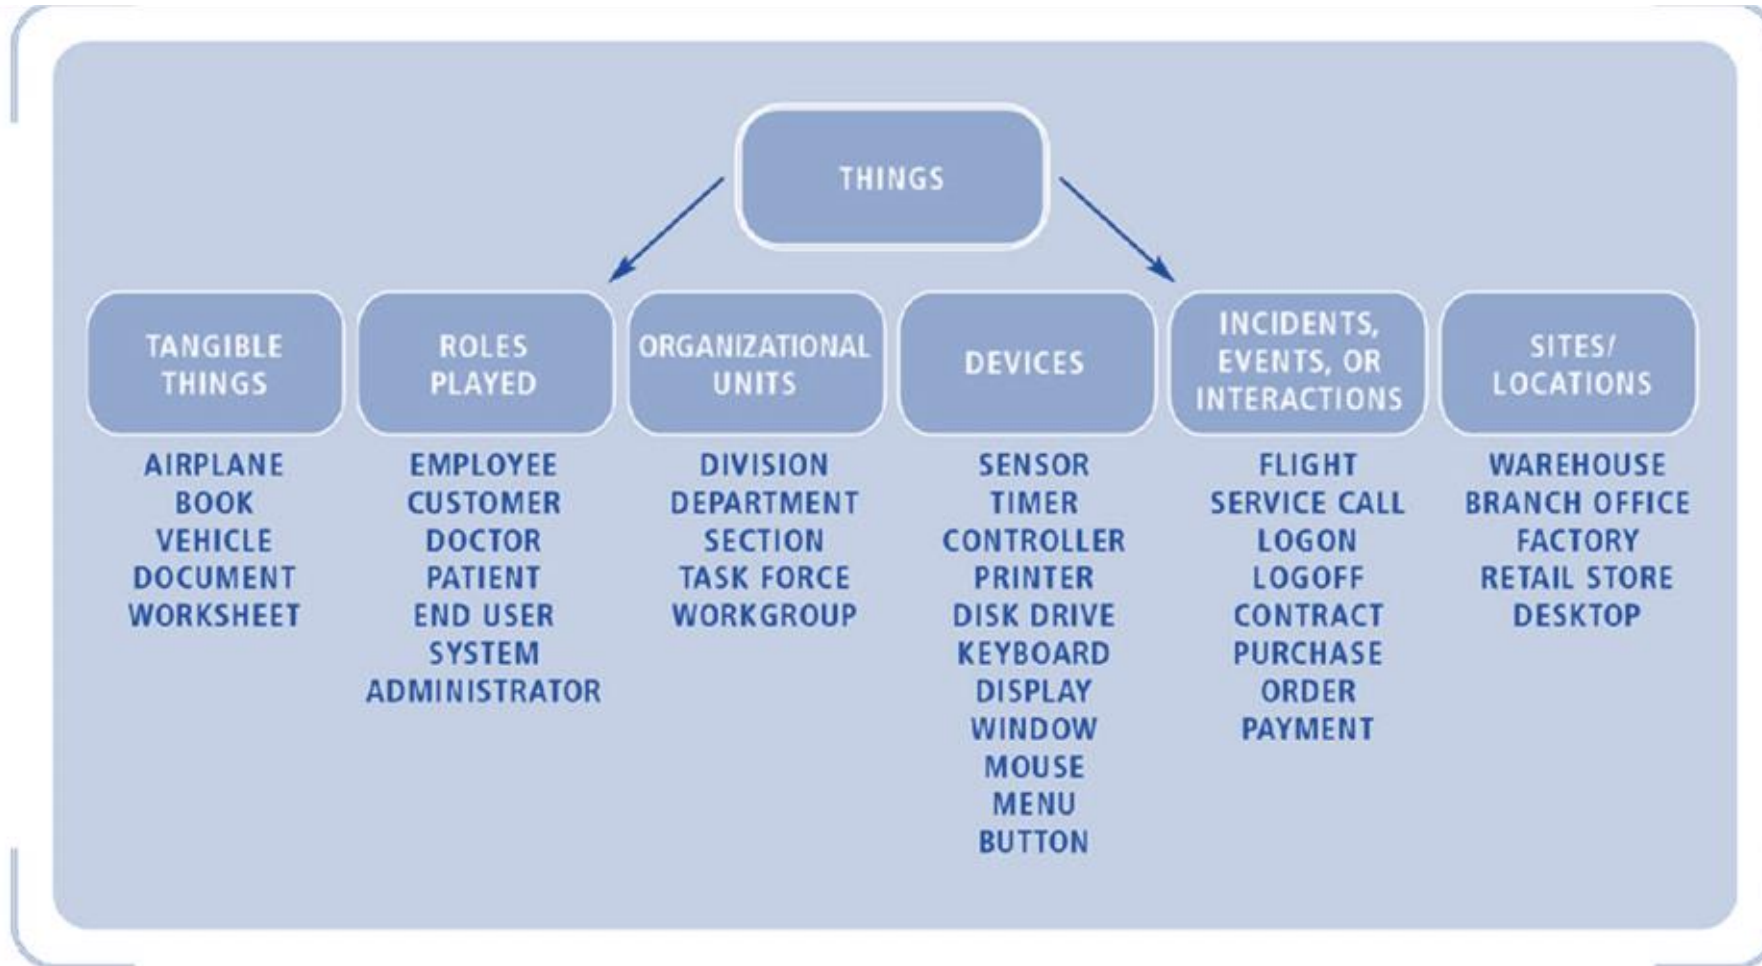 THINGS
TANGIBLE
THINGS
AIRPLANE
BOOK
VEHICLE
DOCUMENT
WORKSHEET
ROLES
PLAYED
EMPLOYEE
CUSTOMER
DOCTOR
PATIENT
END USER
SYSTEM
ADMINISTRATOR
ORGANIZATIONAL
UNITS
DIVISION
DEPARTMENT
SECTION
TASK FORCE
WORKGROUP
DEVICES
SENSOR
TIMER
CONTROLLER
PRINTER
DISK DRIVE
KEYBOARD
DISPLAY
WINDOW
MOUSE
MENU
BUTTON
INCIDENTS,
EVENTS, OR
INTERACTIONS
FLIGHT
SERVICE CALL
LOGON
LOGOFF
CONTRACT
PURCHASE
ORDER
PAYMENT
SITES/
LOCATIONS
WAREHOUSE
BRANCH OFFICE
FACTORY
RETAIL STORE
DESKTOP